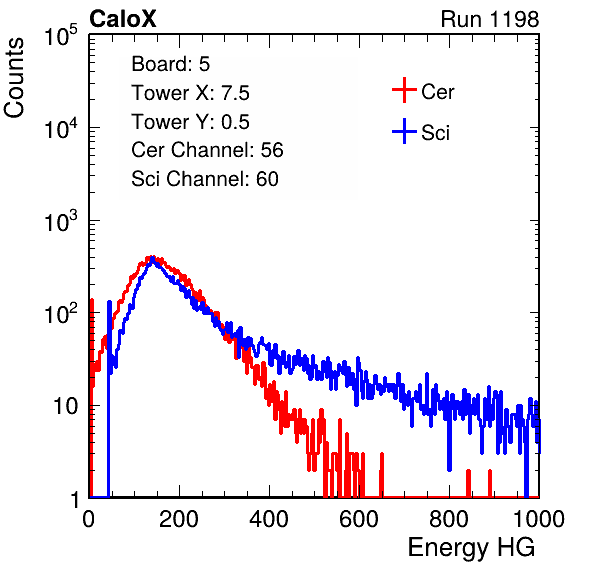 CaloX Run 1198
Counts
10^5
10^4
10^3
10^2
10
1
Board: 5
Tower X: 7.5
Tower Y: 0.5
Cer Channel: 56
Sci Channel: 60
Cer
Sci
0 200 400 600 800 1000
Energy HG